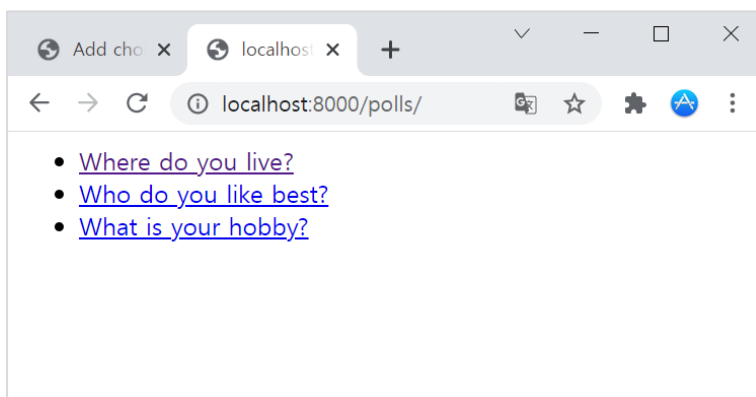 Add cho
localhost
localhost:8000/polls/
Where do you live?
Who do you like best?
What is your hobby?